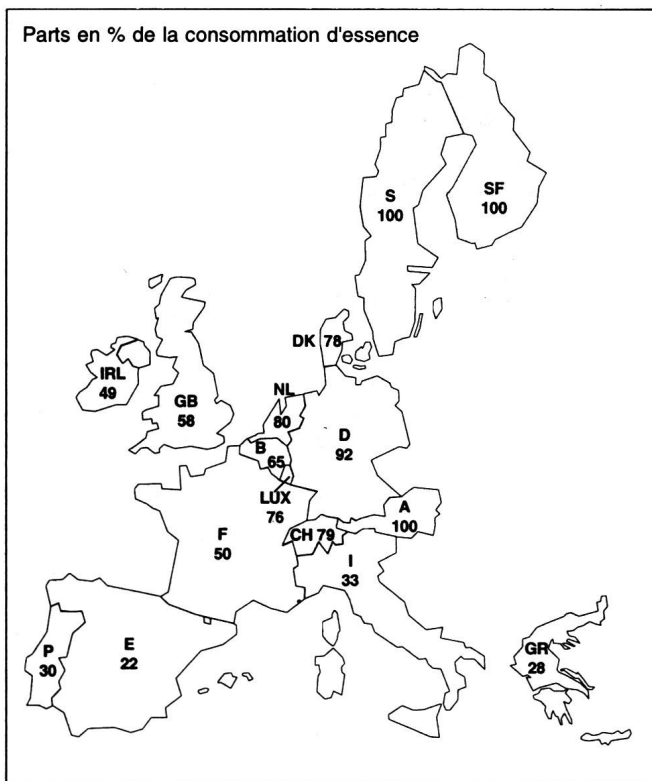 Parts en % de la consommation d'essence
S
100
SF
100
DK 78
IRL
49
GB
58
NL
80
D
92
B
65
LUX
76
A
100
CH 79
F
50
I
33
P
30
E
22
GR
28